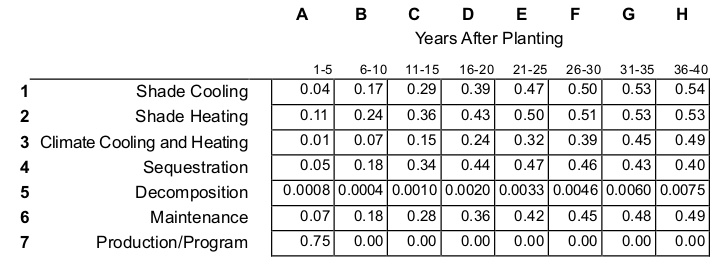 A B C D E F G H
Years After Planting
1-5 6-10 11-15 16-20 21-25 26-30 31-35 36-40
1 Shade Cooling 0.04 0.17 0.29 0.39 0.47 0.50 0.53 0.54
2 Shade Heating 0.11 0.24 0.36 0.43 0.50 0.51 0.53 0.53
3 Climate Cooling and Heating 0.01 0.07 0.15 0.24 0.32 0.39 0.45 0.49
4 Sequestration 0.05 0.18 0.34 0.44 0.47 0.46 0.43 0.40
5 Decomposition 0.0008 0.0004 0.0010 0.0020 0.0033 0.0046 0.0060 0.0075
6 Maintenance 0.07 0.18 0.28 0.36 0.42 0.45 0.48 0.49
7 Production/Program 0.75 0.00 0.00 0.00 0.00 0.00 0.00 0.00